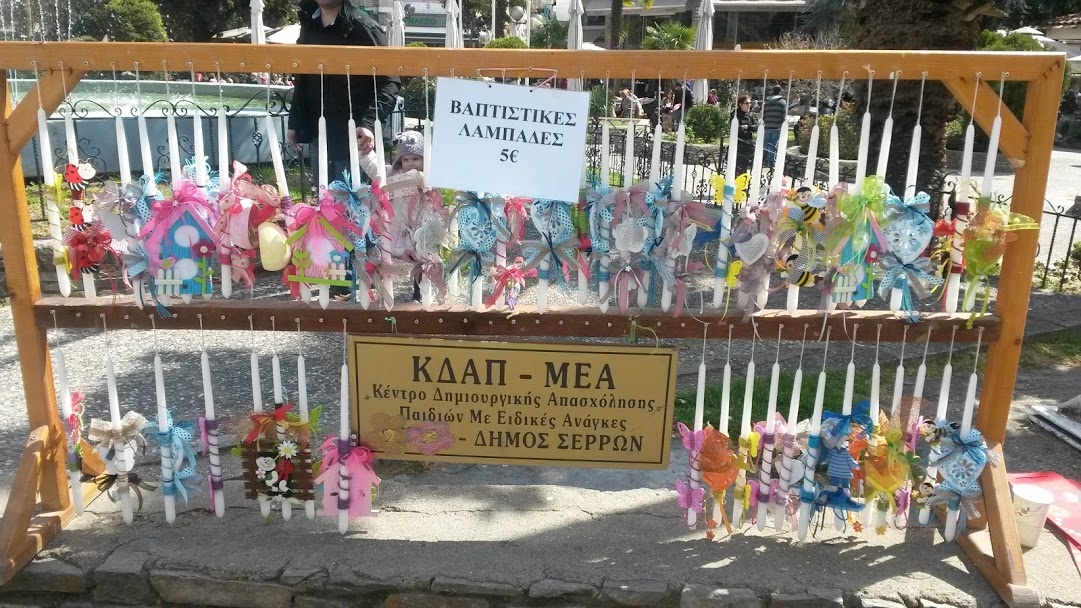 ΒΑΠΤΙΣΤΙΚΕΣ
ΛΑΜΠΑΔΕΣ
5€
ΚΔΑΠ - ΜΕΑ
Κέντρο Δημιουργικής Απασχόλησης
Παιδιών Με Ειδικές Ανάγκες
- ΔΗΜΟΣ ΣΕΡΡΩΝ